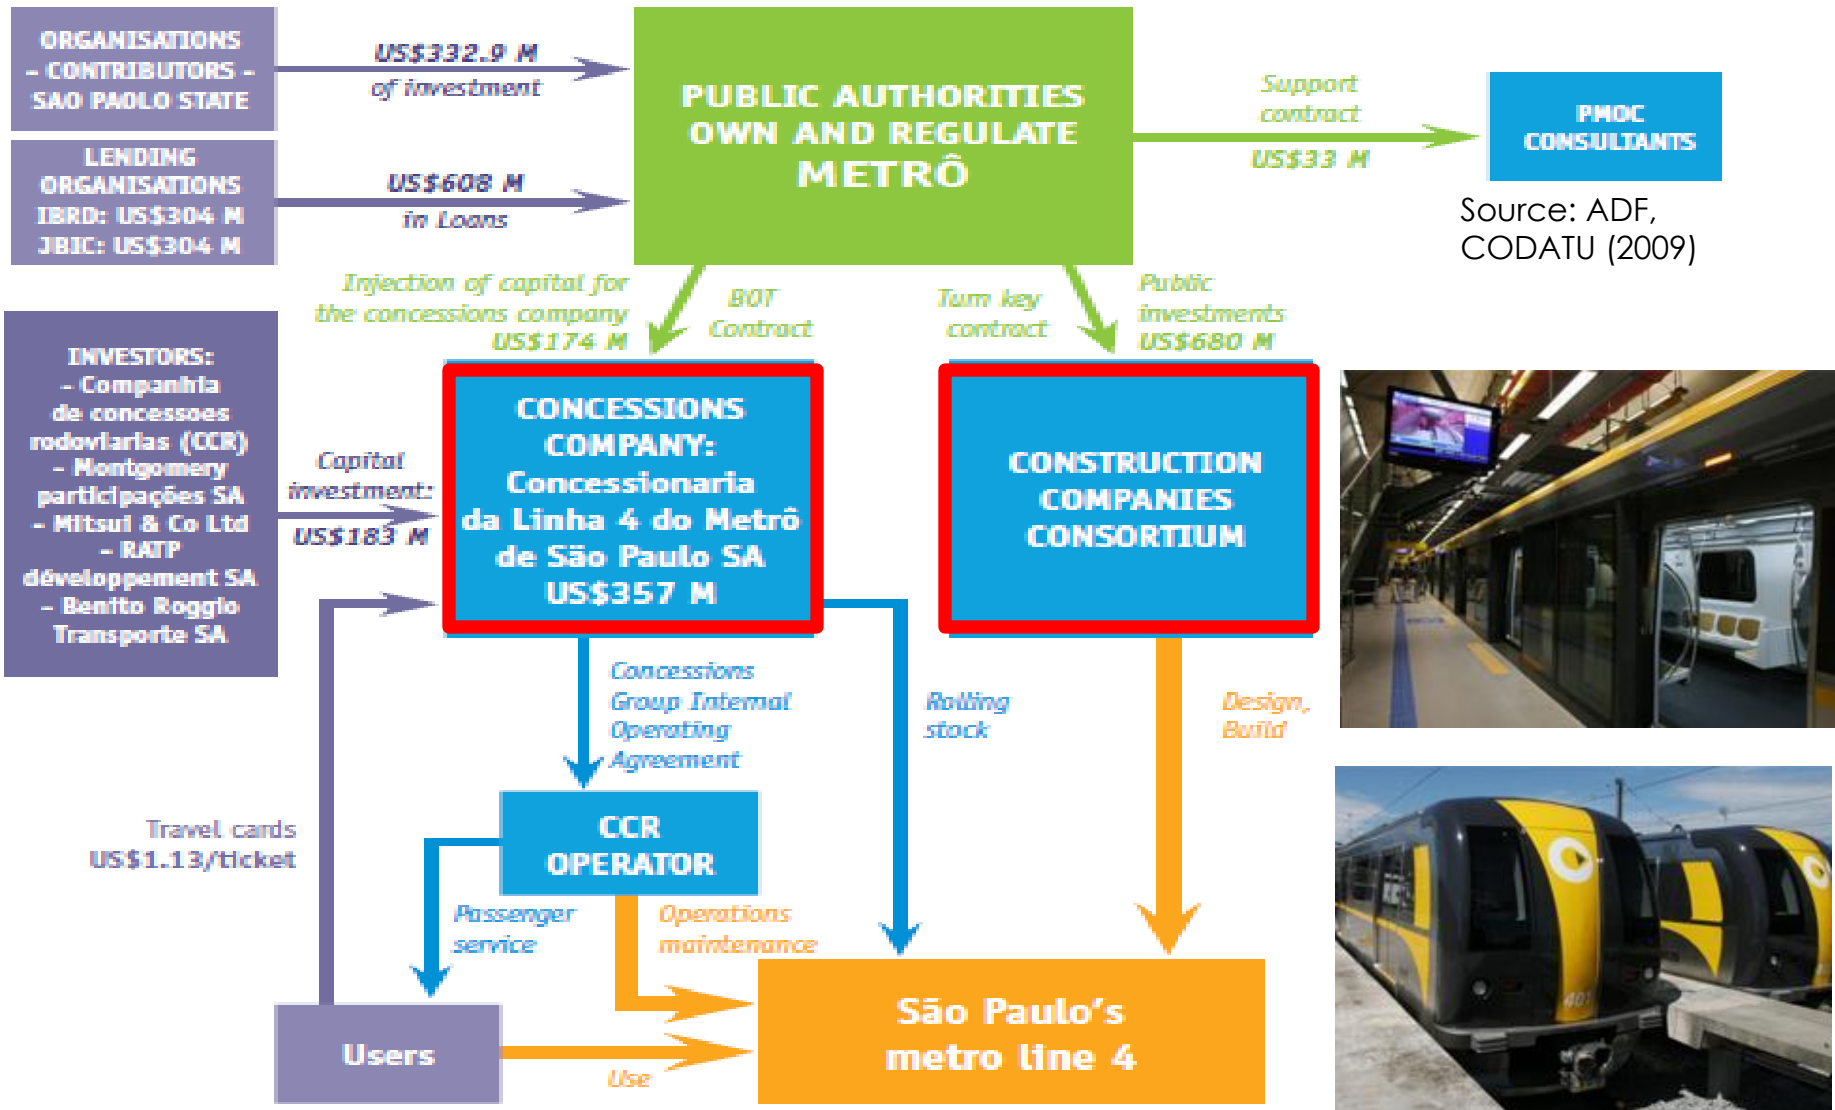 ORGANISATIONS
– CONTRIBUTORS –
SAO PAOLO STATE
US$332.9 M
of investment
LENDING
ORGANISATIONS
IBRD: US$304 M
JBIC: US$304 M
US$608 M
in Loans
PUBLIC AUTHORITIES
OWN AND REGULATE
METRÔ
Support
contract
US$33 M
PMOC
CONSULTANTS
Source: ADF,
CODATU (2009)
Injection of capital for
the concessions company
US$174 M
BOT
Contract
Turn key
contract
Public
investments
US$680 M
INVESTORS:
– Companhia
de concessoes
rodoviarias (CCR)
– Montgomery
participações SA
– Mitsui & Co Ltd
– RATP
développement SA
– Benito Roggio
Transporte SA
Capital
investment:
US$183 M
CONCESSIONS
COMPANY:
Concessionaria
da Linha 4 do Metrô
de São Paulo SA
US$357 M
CONSTRUCTION
COMPANIES
CONSORTIUM
Concessions
Group Internal
Operating
Agreement
Rolling
stock
Design,
Build
Travel cards
US$1.13/ticket
CCR
OPERATOR
Passenger
service
Operations
maintenance
Users
Use
São Paulo's
metro line 4
401